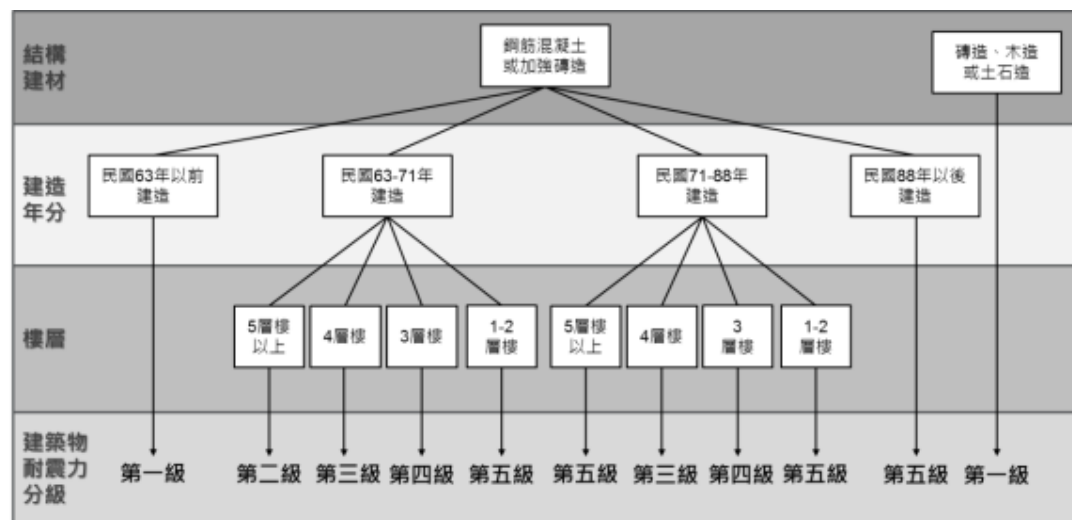 結構
建材
鋼筋混凝土
或加強磚造
磚造、木造
或土石造
建造
年分
民國63年以前
建造
民國63-71年
建造
民國71-88年
建造
民國88年以後
建造
樓層
5層樓
以上
4層樓
3層樓
1-2
層樓
5層樓
以上
4層樓
3
層樓
1-2
層樓
建築物
耐震力
分級
第一級
第二級
第三級
第四級
第五級
第五級
第三級
第四級
第五級
第五級
第一級